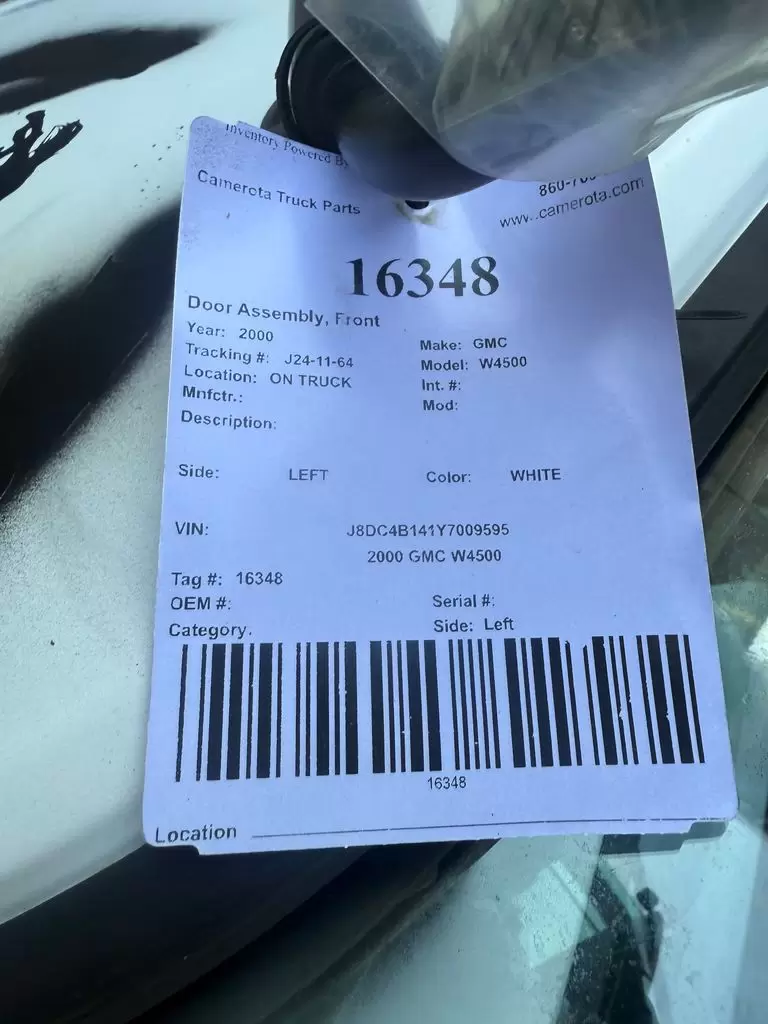 Inventory Powered By
Camerota Truck Parts
860-
www.camerota.com
16348
Door Assembly, Front
Year: 2000
Make: GMC
Tracking #: J24-11-64
Model: W4500
Location: ON TRUCK
Int. #:
Mnfctr.:
Mod:
Description:
Side: LEFT Color: WHITE
VIN: J8DC4B141Y7009595
2000 GMC W4500
Tag #: 16348
OEM #: Serial #:
Category. Side: Left
16348
Location